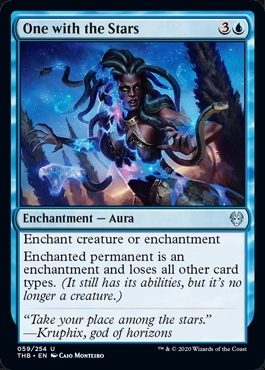 One with the Stars 3
Enchantment — Aura
Enchant creature or enchantment
Enchanted permanent is an
enchantment and loses all other card
types. (It still has its abilities, but it's no
longer a creature.)
“Take your place among the stars.”
—Kruphix, god of horizons
059/254 U
THB • EN Caio Monteiro
™ & © 2020 Wizards of the Coast